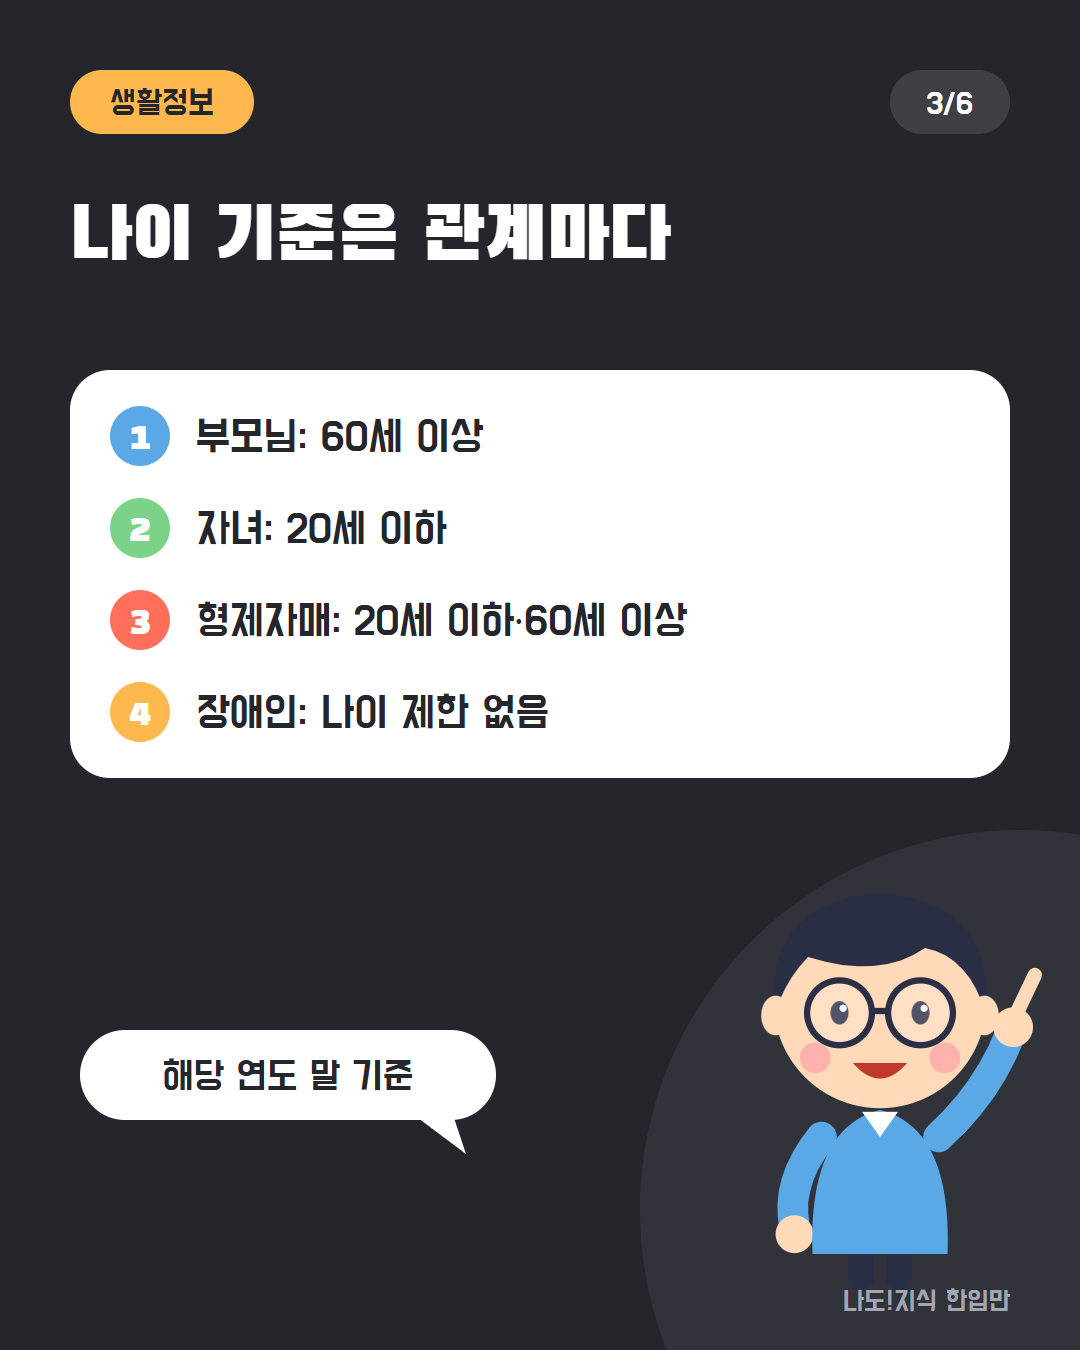 생활정보
3/6
나이 기준은 관계마다
1 부모님: 60세 이상
2 자녀: 20세 이하
3 형제자매: 20세 이하·60세 이상
4 장애인: 나이 제한 없음
해당 연도 말 기준
나도!지식 한입만